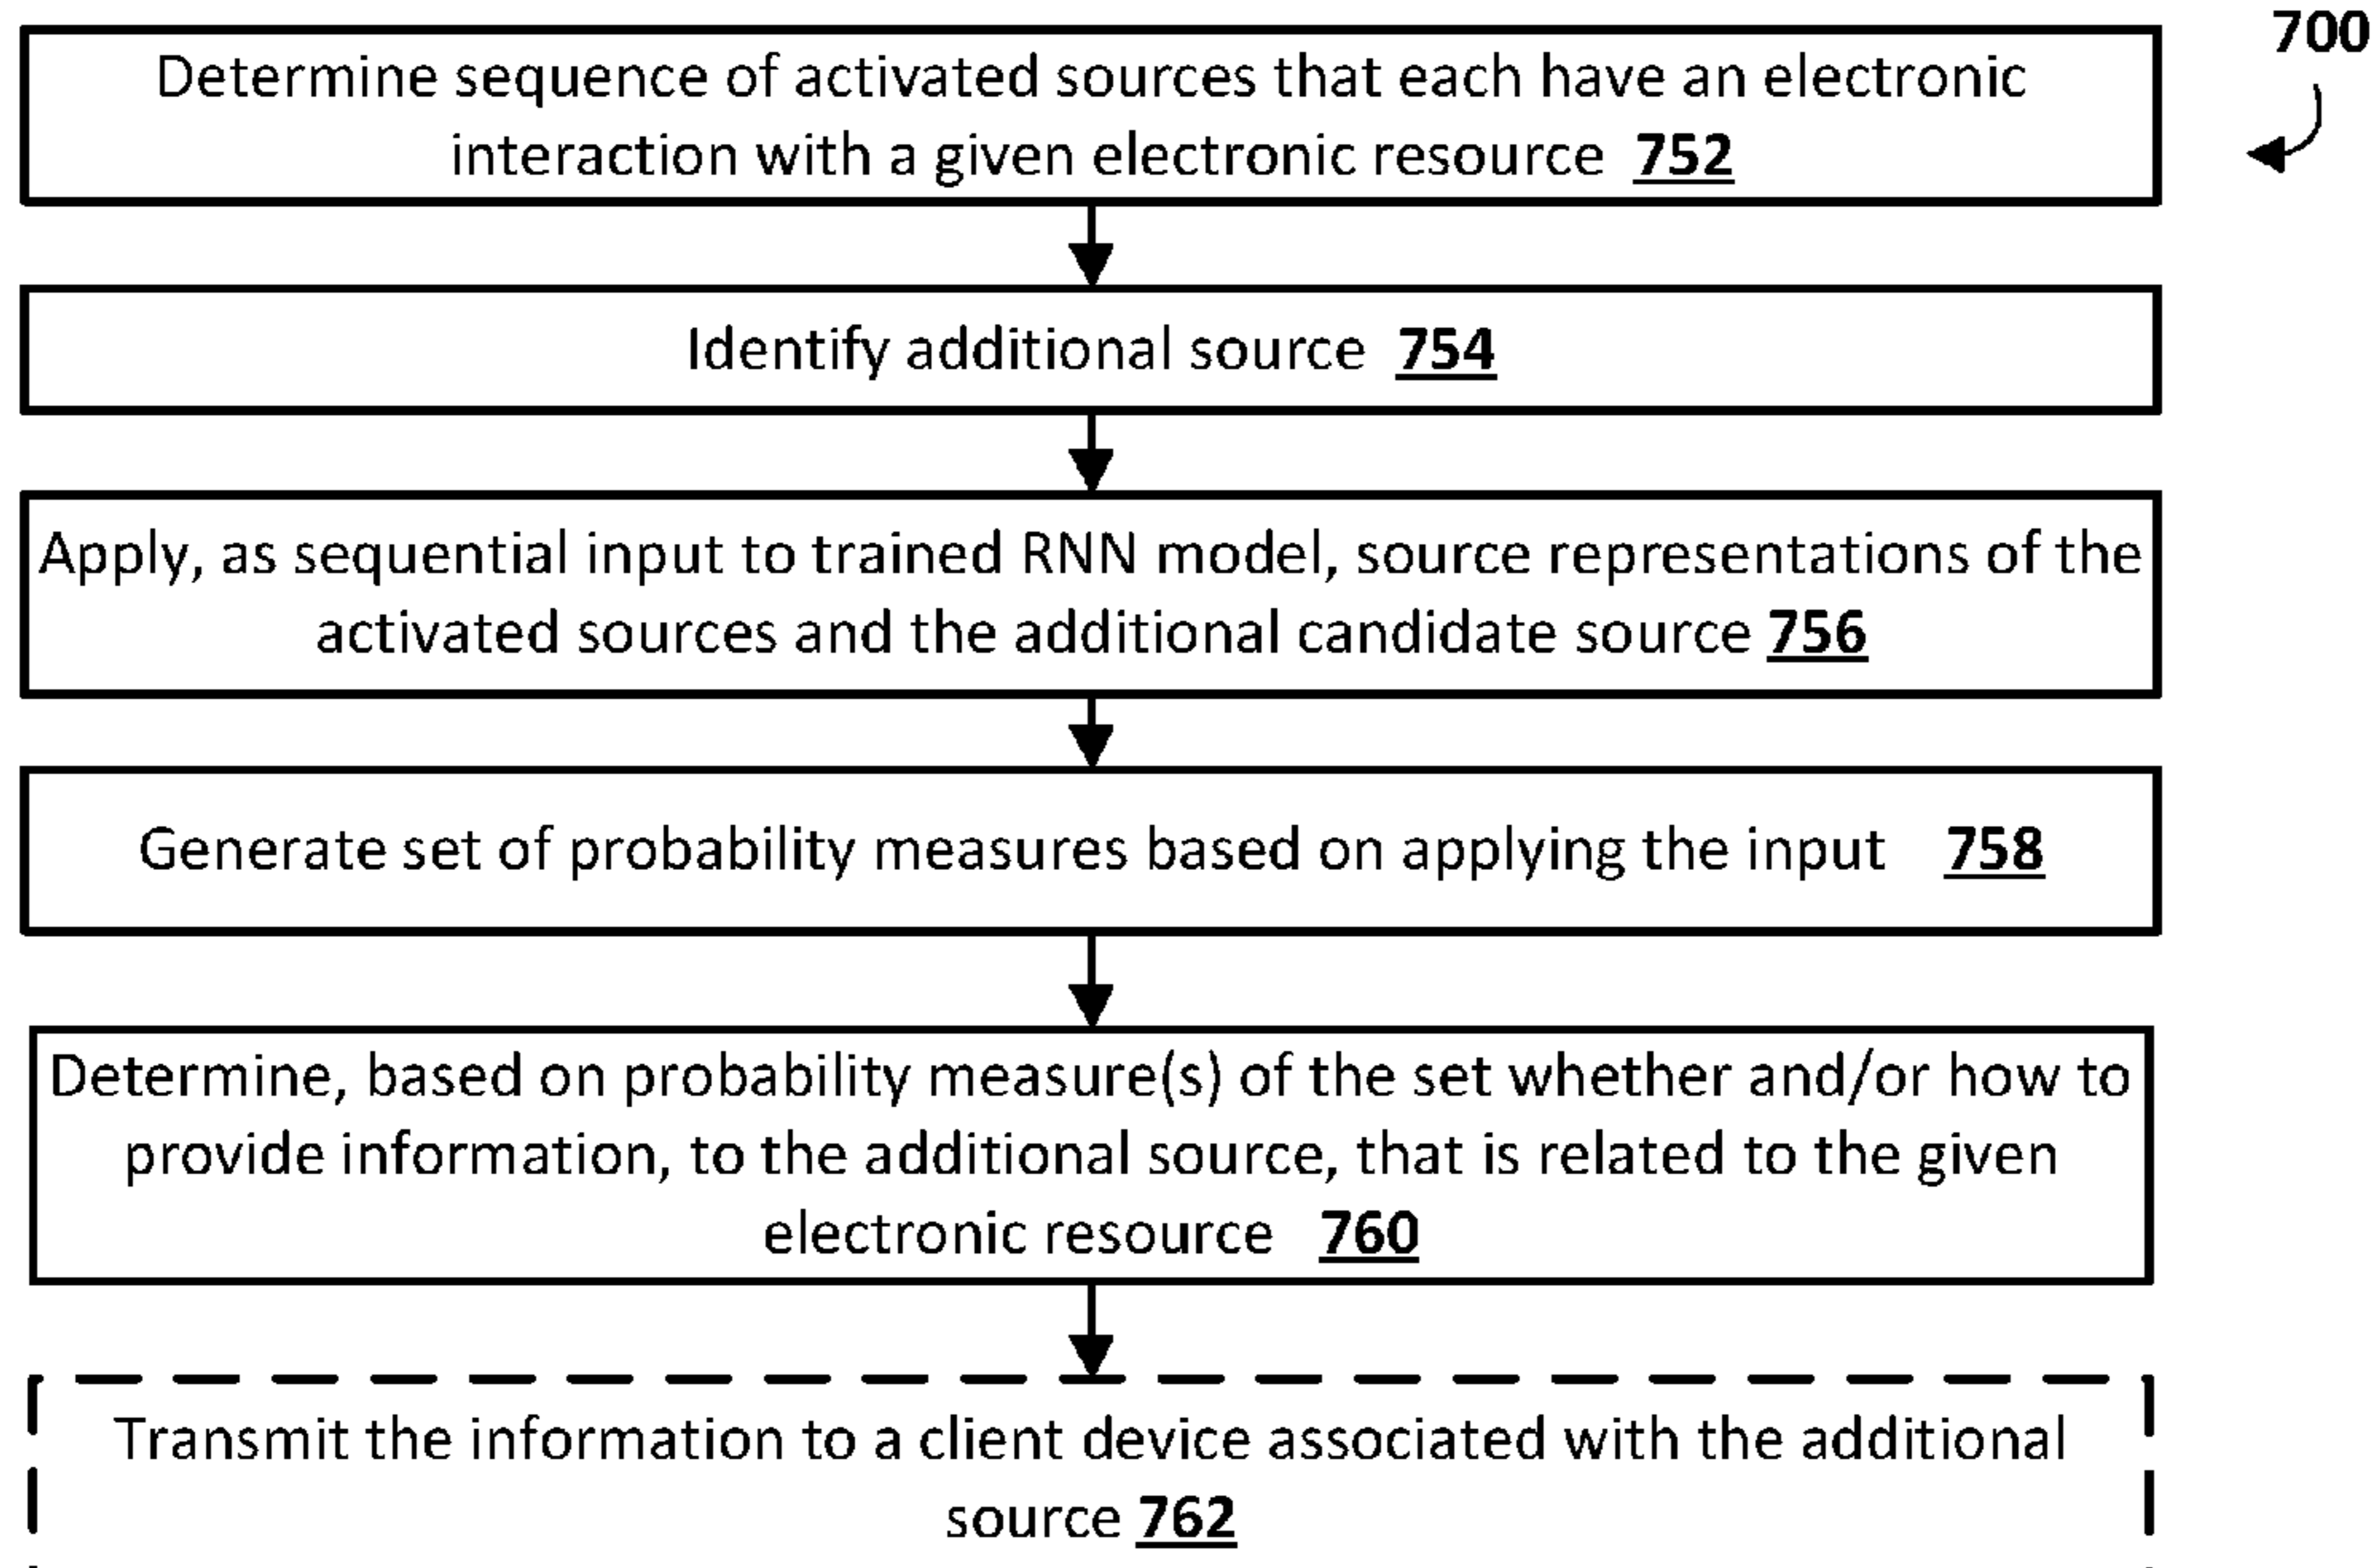 700
Determine sequence of activated sources that each have an electronic
interaction with a given electronic resource 752
Identify additional source 754
Apply, as sequential input to trained RNN model, source representations of the
activated sources and the additional candidate source 756
Generate set of probability measures based on applying the input 758
Determine, based on probability measure(s) of the set whether and/or how to
provide information, to the additional source, that is related to the given
electronic resource 760
Transmit the information to a client device associated with the additional
source 762